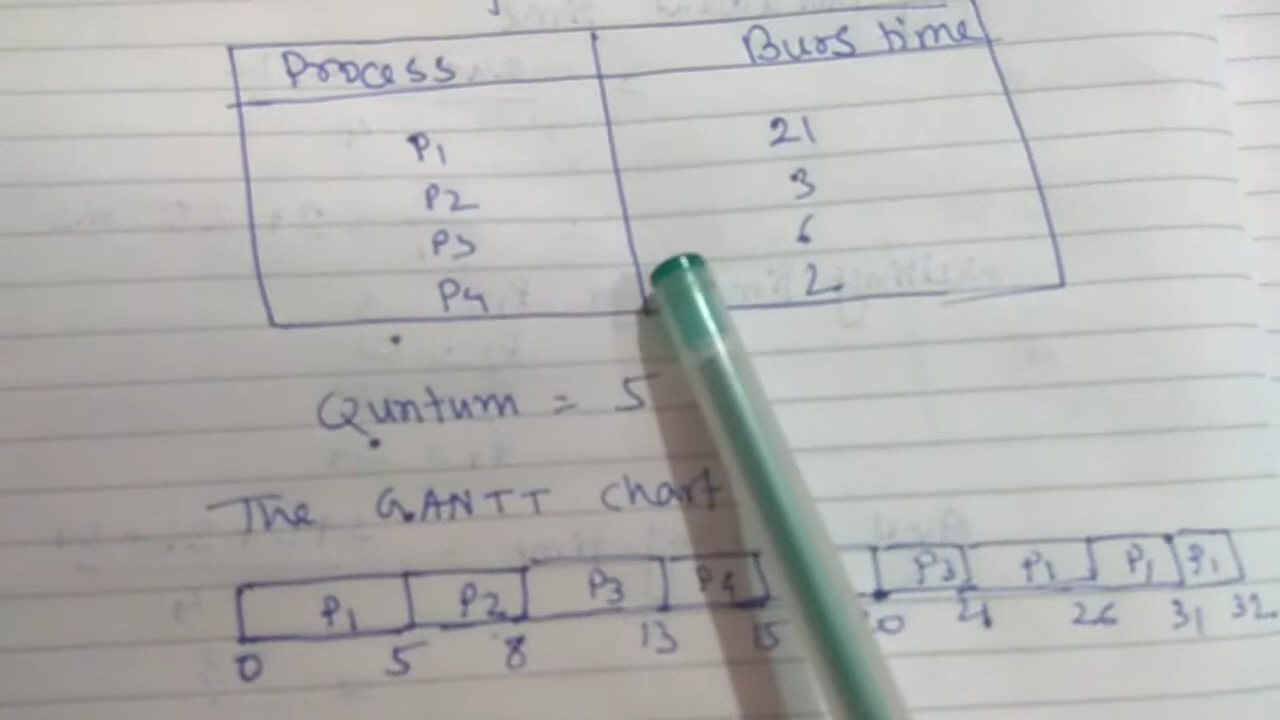 Process Burs time
P1 21
P2 3
P3 6
P4 2
Quntum = 5
The GANTT chart
P1 P2 P3 P4 P3 P1 P1 P1
0 5 8 13 15 21 26 31 32